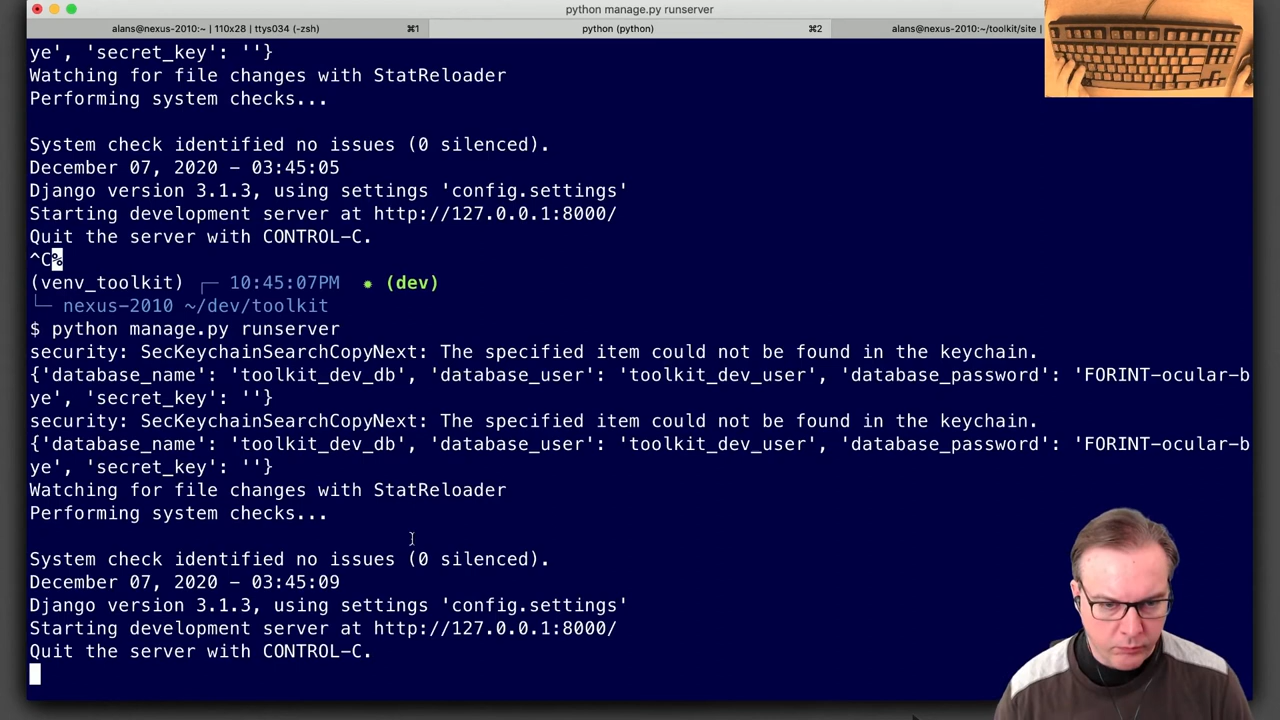 python manage.py runserver
alans@nexus-2010:~ | 110x28 | ttys034 (-zsh) ⌘1 python (python) ⌘2 alans@nexus-2010:~/toolkit/site |
ye', 'secret_key': ''}
Watching for file changes with StatReloader
Performing system checks...
System check identified no issues (0 silenced).
December 07, 2020 - 03:45:05
Django version 3.1.3, using settings 'config.settings'
Starting development server at http://127.0.0.1:8000/
Quit the server with CONTROL-C.
^C%
(venv_toolkit) ┌─ 10:45:07PM ✹ (dev)
└─ nexus-2010 ~/dev/toolkit
$ python manage.py runserver
security: SecKeychainSearchCopyNext: The specified item could not be found in the keychain.
{'database_name': 'toolkit_dev_db', 'database_user': 'toolkit_dev_user', 'database_password': 'FORINT-ocular-b
ye', 'secret_key': ''}
security: SecKeychainSearchCopyNext: The specified item could not be found in the keychain.
{'database_name': 'toolkit_dev_db', 'database_user': 'toolkit_dev_user', 'database_password': 'FORINT-ocular-b
ye', 'secret_key': ''}
Watching for file changes with StatReloader
Performing system checks...
System check identified no issues (0 silenced).
December 07, 2020 - 03:45:09
Django version 3.1.3, using settings 'config.settings'
Starting development server at http://127.0.0.1:8000/
Quit the server with CONTROL-C.